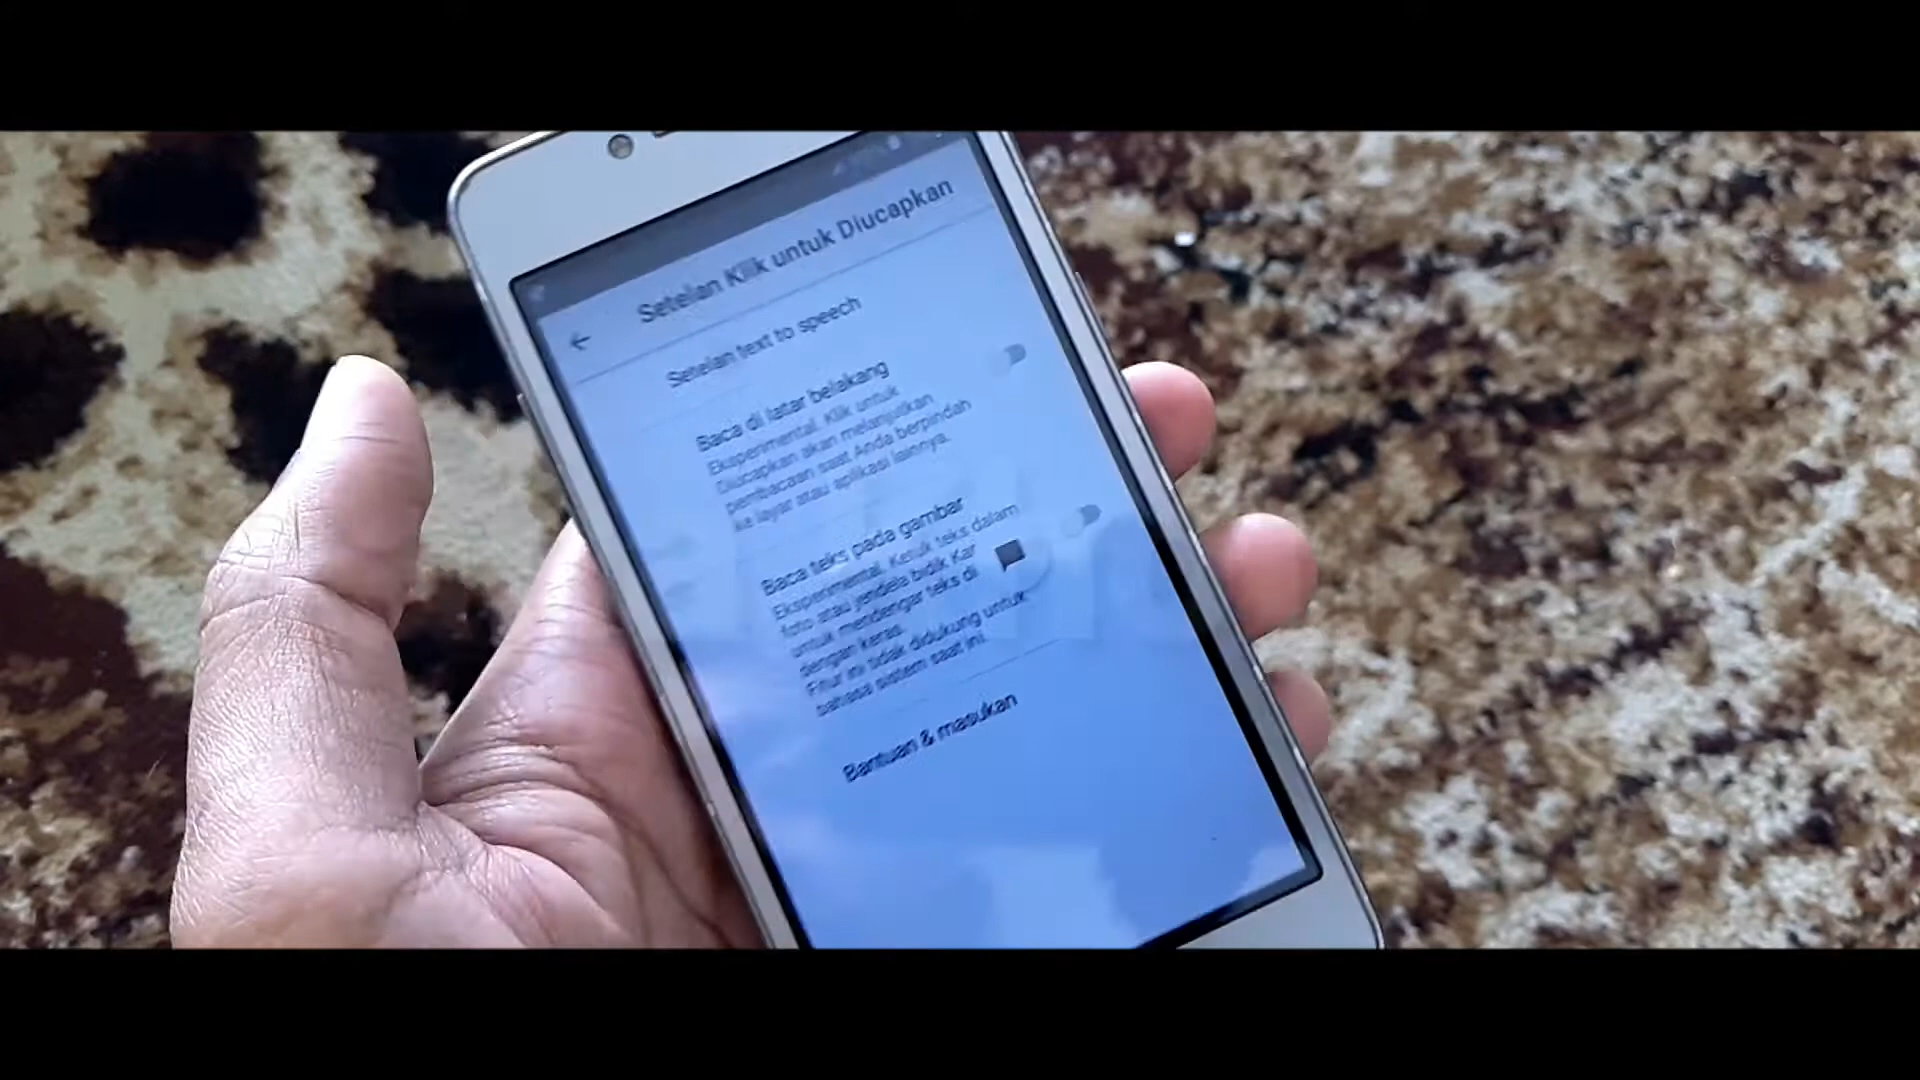 Setelan Klik untuk Diucapkan
Setelan text to speech
Baca di latar belakang
Eksperimental. Klik untuk
Diucapkan akan melanjutkan
pembacaan saat Anda berpindah
ke layar atau aplikasi lainnya.
Baca teks pada gambar
Eksperimental. Ketuk teks dalam
foto atau jendela bidik Kar
untuk mendengar teks di
dengan keras.
Fitur ini tidak didukung untuk
bahasa sistem saat ini.
Bantuan & masukan